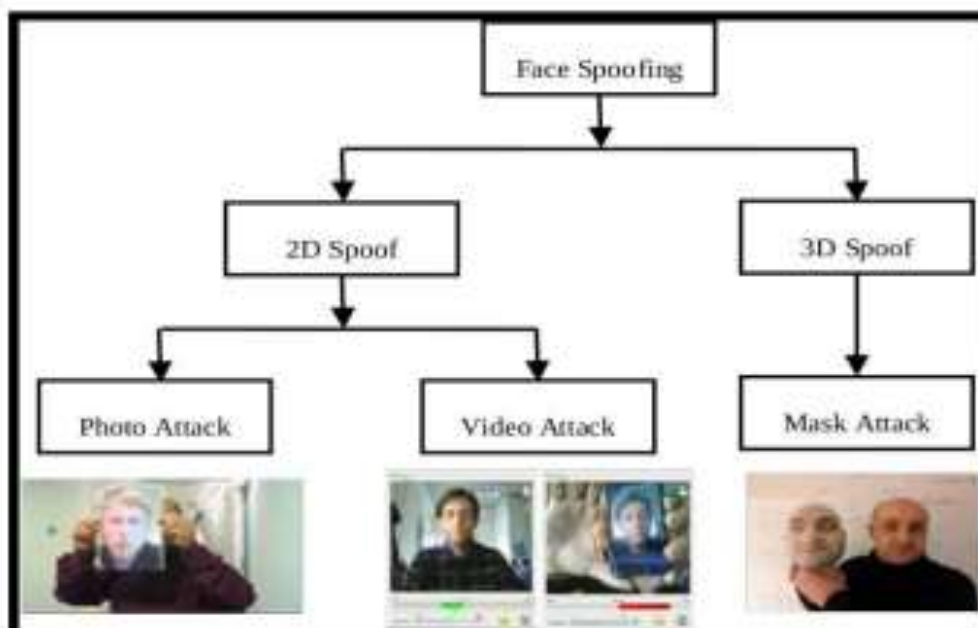 Face Spoofing
2D Spoof
3D Spoof
Photo Attack
Video Attack
Mask Attack